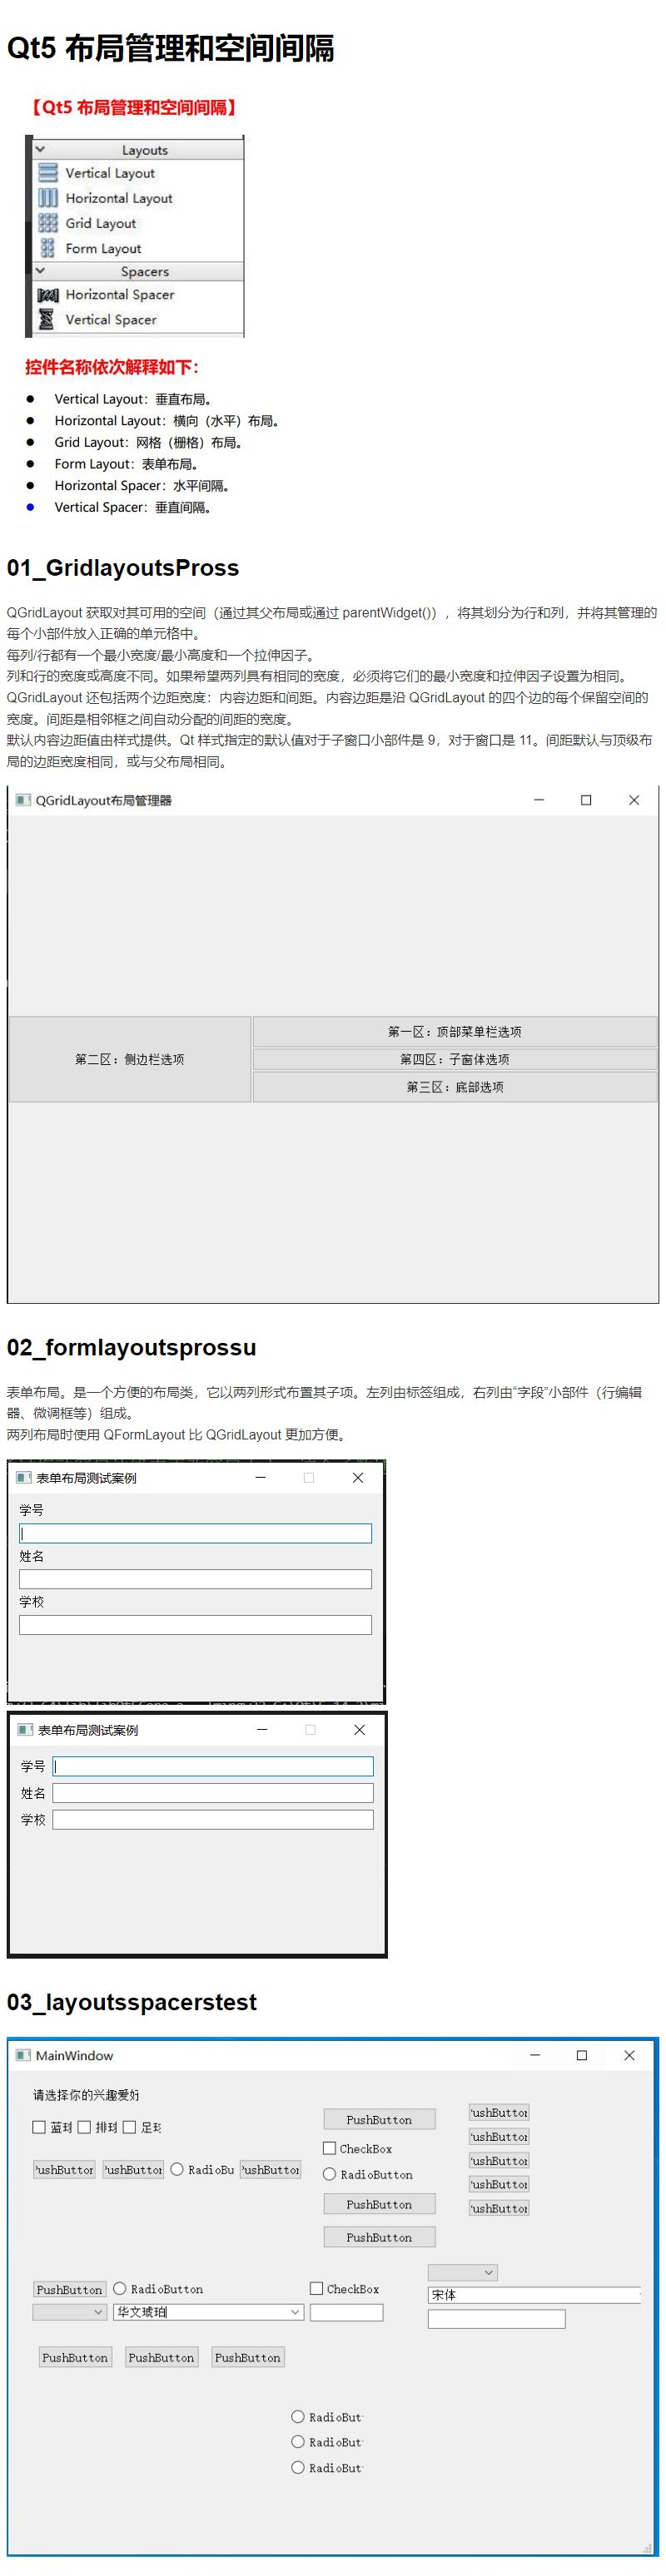 Qt5 布局管理和空间间隔
【Qt5 布局管理和空间间隔】
Layouts
Vertical Layout
Horizontal Layout
Grid Layout
Form Layout
Spacers
Horizontal Spacer
Vertical Spacer
控件名称依次解释如下：
● Vertical Layout：垂直布局。
● Horizontal Layout：横向（水平）布局。
● Grid Layout：网格（栅格）布局。
● Form Layout：表单布局。
● Horizontal Spacer：水平间隔。
● Vertical Spacer：垂直间隔。
01_GridlayoutsPross
QGridLayout 获取对其可用的空间（通过其父布局或通过 parentWidget()），将其划分为行和列，并将其管理的
每个小部件放入正确的单元格中。
每列/行都有一个最小宽度/最小高度和一个拉伸因子。
列和行的宽度或高度不同。如果希望两列具有相同的宽度，必须将它们的最小宽度和拉伸因子设置为相同。
QGridLayout 还包括两个边距宽度：内容边距和间距。内容边距是沿 QGridLayout 的四个边的每个保留空间的
宽度。间距是相邻框之间自动分配的间距的宽度。
默认内容边距值由样式提供。Qt 样式指定的默认值对于子窗口小部件是 9，对于窗口是 11。间距默认与顶级布
局的边距宽度相同，或与父布局相同。
QGridLayout布局管理器
第一区：顶部菜单栏选项
第二区：侧边栏选项
第四区：子窗体选项
第三区：底部选项
02_formlayoutsprossu
表单布局。是一个方便的布局类，它以两列形式布置其子项。左列由标签组成，右列由“字段”小部件（行编辑
器、微调框等）组成。
两列布局时使用 QFormLayout 比 QGridLayout 更加方便。
表单布局测试案例
学号
姓名
学校
表单布局测试案例
学号
姓名
学校
03_layoutsspacerstest
MainWindow
请选择你的兴趣爱好
蓝球 排球 足球
PushButton
ushButton
ushButton
CheckBox
ushButton
ushButton ushButton RadioBu ushButton
RadioButton
ushButton
PushButton
ushButton
PushButton
PushButton RadioButton CheckBox
宋体
华文琥珀
PushButton PushButton PushButton
RadioBut
RadioBut
RadioBut